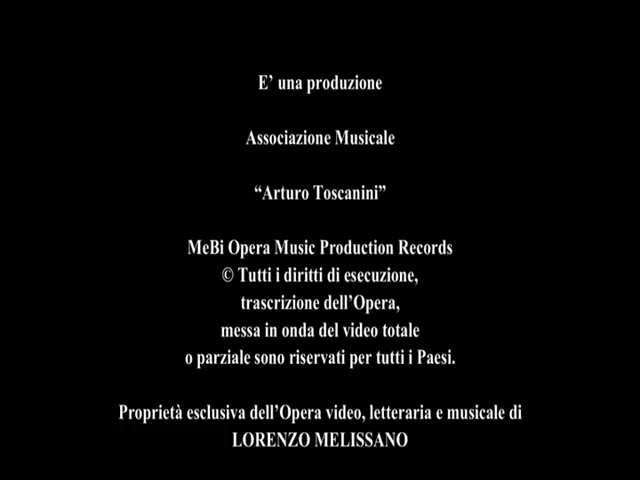 E’ una produzione
Associazione Musicale
“Arturo Toscanini”
MeBi Opera Music Production Records
© Tutti i diritti di esecuzione,
trascrizione dell’Opera,
messa in onda del video totale
o parziale sono riservati per tutti i Paesi.
Proprietà esclusiva dell’Opera video, letteraria e musicale di
LORENZO MELISSANO